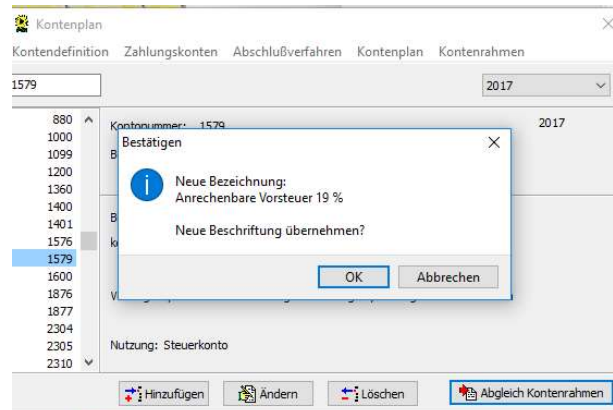 Kontenplan
Kontendefinition Zahlungskonten Abschlußverfahren Kontenplan Kontenrahmen
1579 2017
880
1000
1099
1200
1360
1400
1401
1576
1579
1600
1876
1877
2304
2305
2310
Kontonummer: 1579 2017
Bestätigen
Neue Bezeichnung:
Anrechenbare Vorsteuer 19 %
Neue Beschriftung übernehmen?
OK Abbrechen
Nutzung: Steuerkonto
Hinzufügen Ändern Löschen Abgleich Kontenrahmen